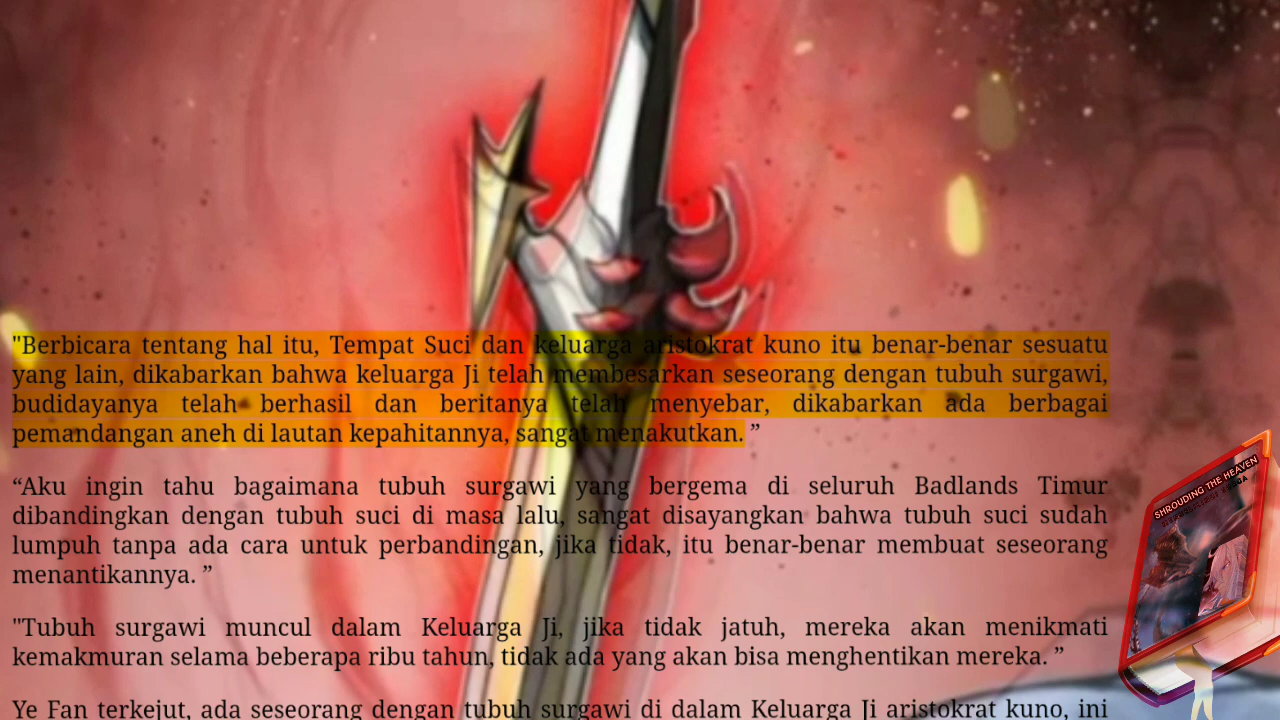 "Berbicara tentang hal itu, Tempat Suci dan keluarga aristokrat kuno itu benar-benar sesuatu
yang lain, dikabarkan bahwa keluarga Ji telah membesarkan seseorang dengan tubuh surgawi,
budidayanya telah berhasil dan beritanya telah menyebar, dikabarkan ada berbagai
pemandangan aneh di lautan kepahitannya, sangat menakutkan. ”
“Aku ingin tahu bagaimana tubuh surgawi yang bergema di seluruh Badlands Timur
dibandingkan dengan tubuh suci di masa lalu, sangat disayangkan bahwa tubuh suci sudah
lumpuh tanpa ada cara untuk perbandingan, jika tidak, itu benar-benar membuat seseorang
menantikannya. ”
"Tubuh surgawi muncul dalam Keluarga Ji, jika tidak jatuh, mereka akan menikmati
kemakmuran selama beberapa ribu tahun, tidak ada yang akan bisa menghentikan mereka. ”
Ye Fan terkejut, ada seseorang dengan tubuh surgawi di dalam Keluarga Ji aristokrat kuno, ini
SHROUDING THE HEAVEN